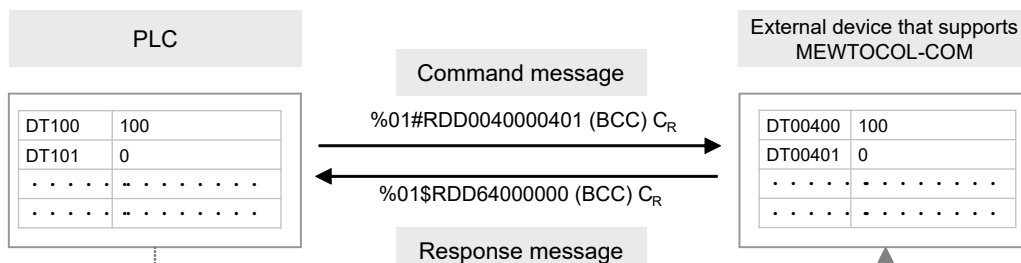 PLC
External device that supports
MEWTOCOL-COM
Command message
%01#RDD0040000401 (BCC) CR
DT100 100
DT101 0
. . . . . . . . . . . . . .
. . . . . . . . . . . . . .
DT00400 100
DT00401 0
. . . . . . . . . . . . . .
. . . . . . . . . . . . . .
%01$RDD64000000 (BCC) CR
Response message